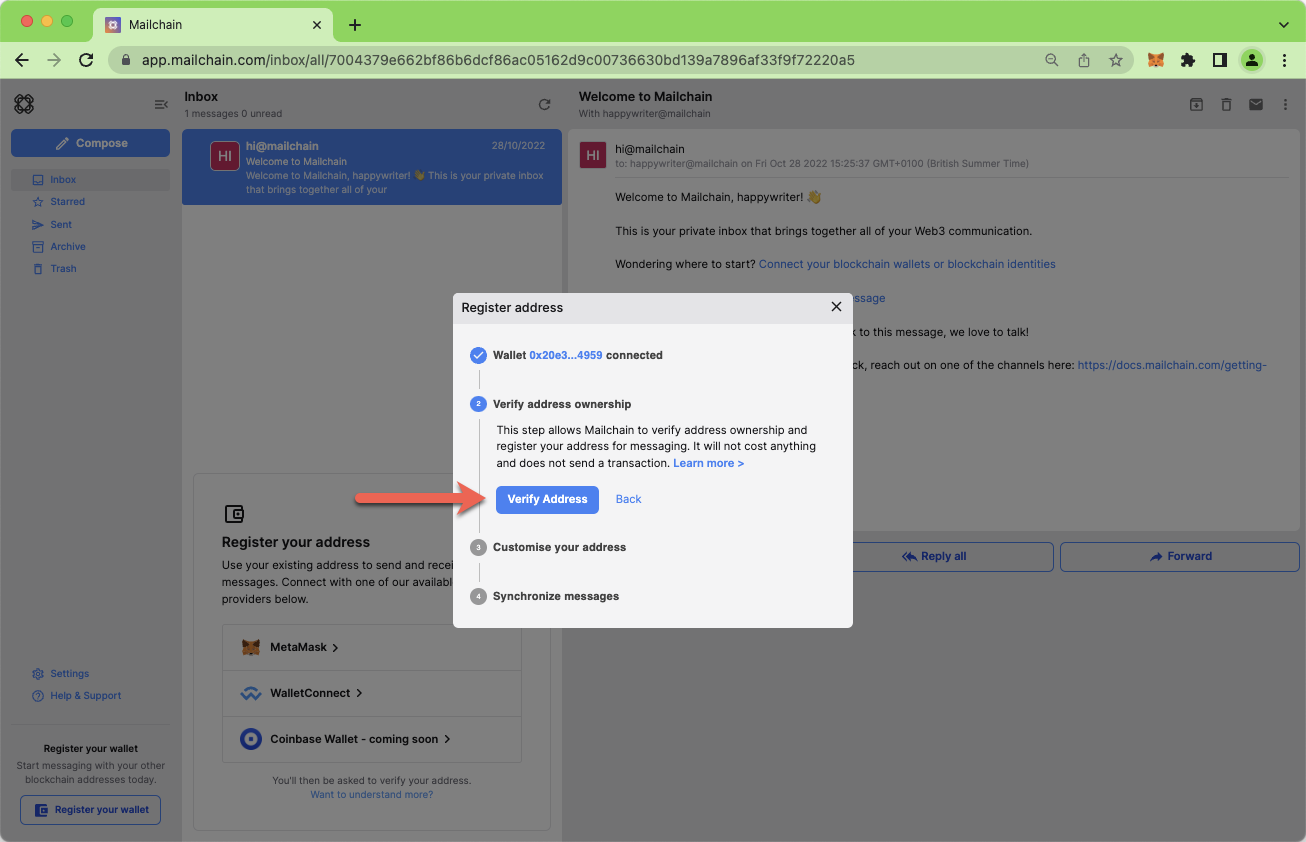 Mailchain
app.mailchain.com/inbox/all/7004379e662bf86b6dcf86ac05162d9c00736630bd139a7896af33f9f72220a5
Compose
Inbox
Starred
Sent
Archive
Trash
Settings
Help & Support
Register your wallet
Start messaging with your other
blockchain addresses today.
Register your wallet
Inbox
1 messages 0 unread
HI
hi@mailchain
28/10/2022
Welcome to Mailchain
Welcome to Mailchain, happywriter! 👋 This is your private inbox
that brings together all of your
Register your address
Use your existing address to send and recei
messages. Connect with one of our available
providers below.
MetaMask >
WalletConnect >
Coinbase Wallet - coming soon >
You'll then be asked to verify your address.
Want to understand more?
Welcome to Mailchain
With happywriter@mailchain
HI
hi@mailchain
to: happywriter@mailchain on Fri Oct 28 2022 15:25:37 GMT+0100 (British Summer Time)
Welcome to Mailchain, happywriter! 👋
This is your private inbox that brings together all of your Web3 communication.
Wondering where to start? Connect your blockchain wallets or blockchain identities
ssage
to this message, we love to talk!
ck, reach out on one of the channels here: https://docs.mailchain.com/getting-
Reply all
Forward
Register address
Wallet 0x20e3...4959 connected
2 Verify address ownership
This step allows Mailchain to verify address ownership and
register your address for messaging. It will not cost anything
and does not send a transaction. Learn more >
Verify Address
Back
3 Customise your address
4 Synchronize messages